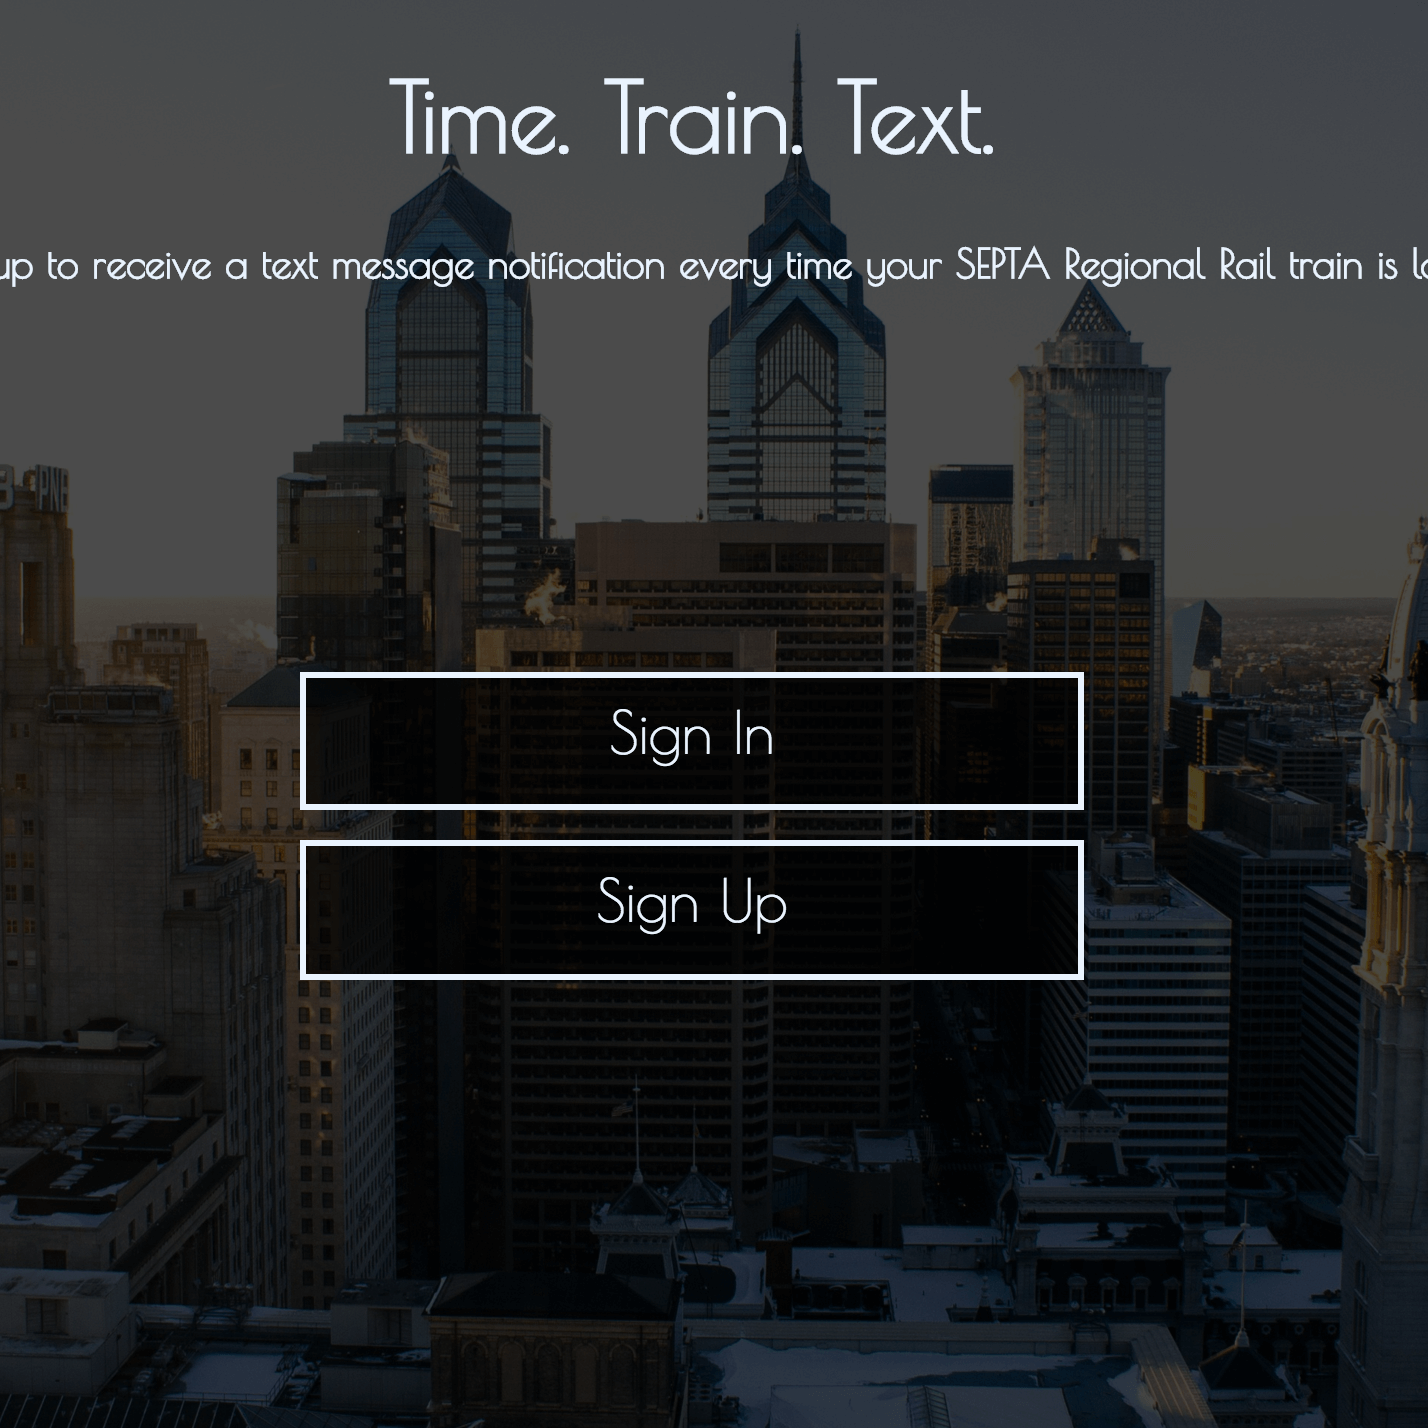 Time. Train. Text.
up to receive a text message notification every time your SEPTA Regional Rail train is
PNB
Sign In
Sign Up